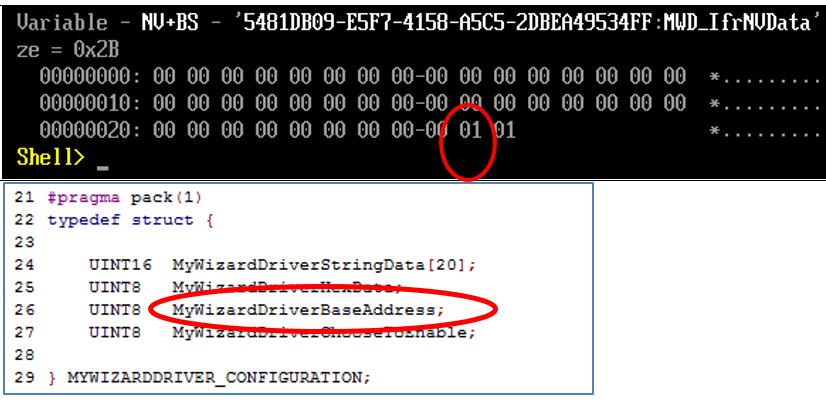 Variable - NV+BS - '5481DB09-E5F7-4158-A5C5-2DBEA49534FF:MWD_IfrNVData'
ze = 0x2B
00000000: 00 00 00 00 00 00 00 00-00 00 00 00 00 00 00 00 *.........
00000010: 00 00 00 00 00 00 00 00-00 00 00 00 00 00 00 00 *.........
00000020: 00 00 00 00 00 00 00 00-00 01 01 *.........
Shell> _
21 #pragma pack(1)
22 typedef struct {
23
24 UINT16 MyWizardDriverStringData[20];
25 UINT8 MyWizardDriverHexData;
26 UINT8 MyWizardDriverBaseAddress;
27 UINT8 MyWizardDriverChooseToEnable;
28
29 } MYWIZARDDRIVER_CONFIGURATION;